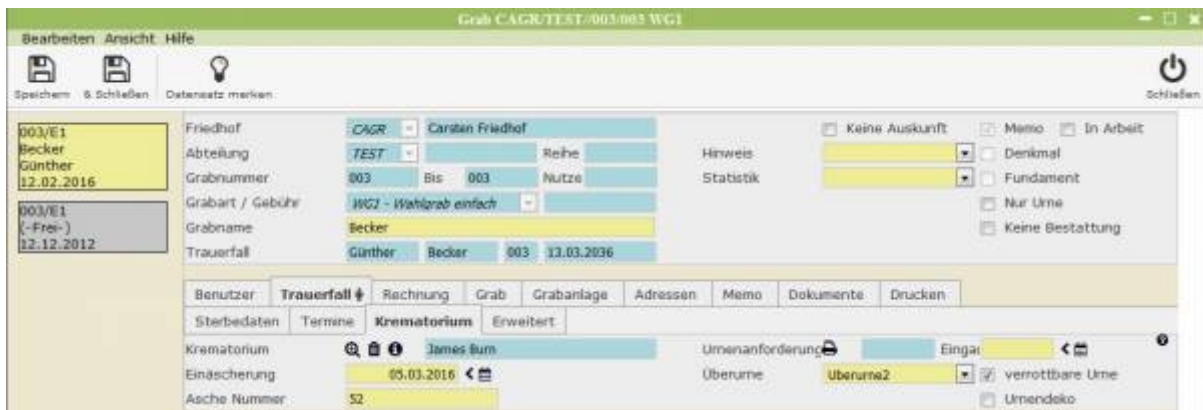 Grab CAGR/TEST//003/003 WG1
Bearbeiten Ansicht Hilfe
Speichern & Schließen Datensatz merken Schließen
003/E1
Becker
Günther
12.02.2016
003/E1
(-Frei-)
12.12.2012
Friedhof CAGR Carsten Friedhof Keine Auskunft Memo In Arbeit
Abteilung TEST Reihe Hinweis Denkmal
Grabnummer 003 Bis 003 Nutze Statistik Fundament
Grabart / Gebühr WG1 - Wahlgrab einfach Nur Urne
Grabname Becker Keine Bestattung
Trauerfall Günther Becker 003 13.03.2036
Benutzer Trauerfall Rechnung Grab Grabanlage Adressen Memo Dokumente Drucken
Sterbedaten Termine Krematorium Erweitert
Krematorium James Burn Urnenanforderung Eingan
Einäscherung 05.03.2016 Überurne Überurne2 verrottbare Urne
Asche Nummer 52 Urnendeko